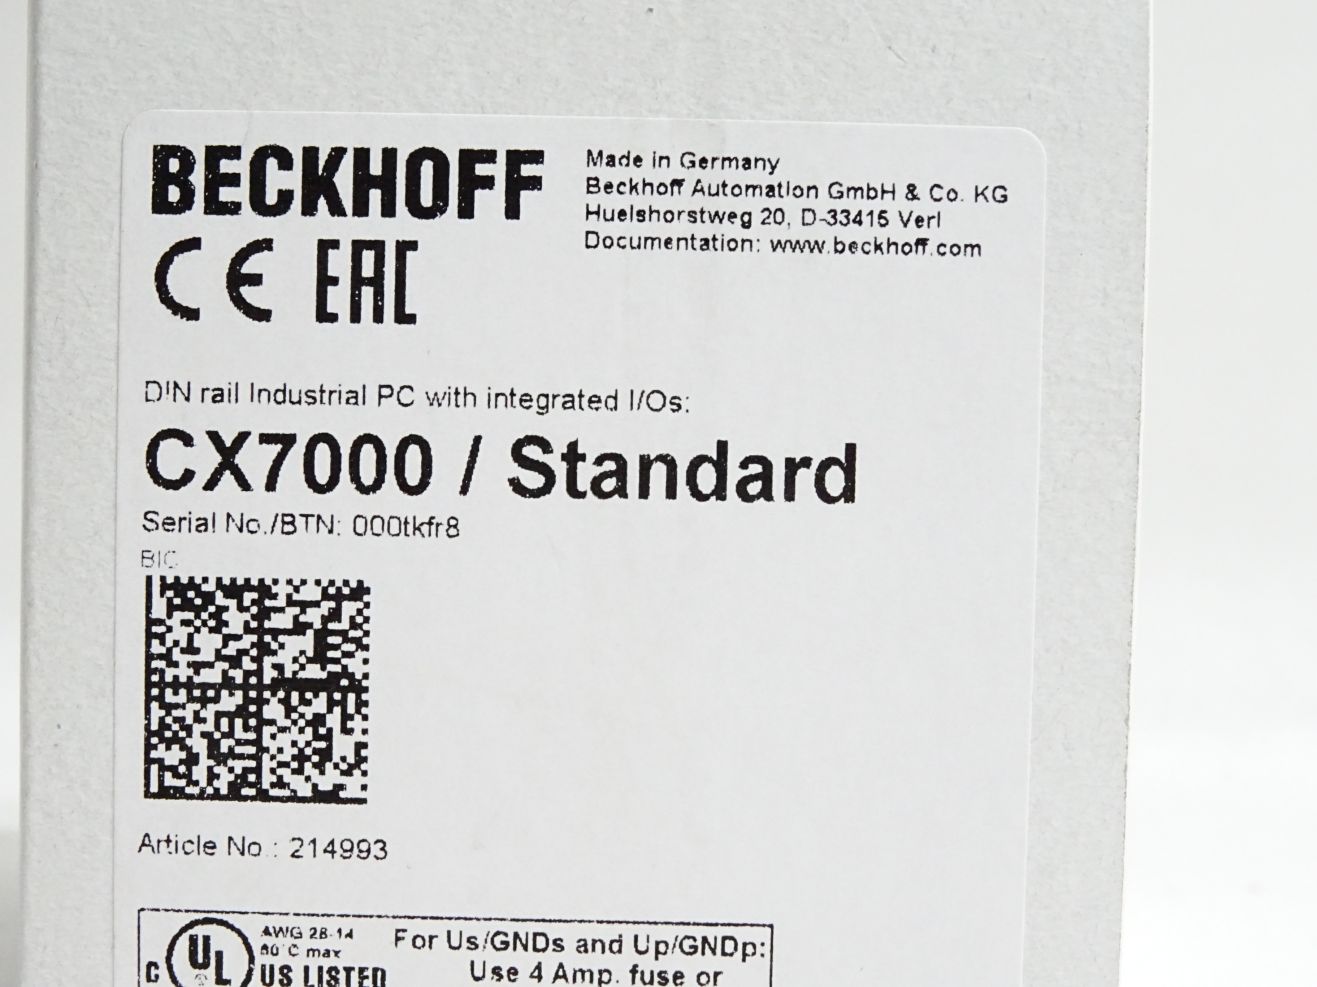 BECKHOFF
Made in Germany
Beckhoff Automation GmbH & Co. KG
Huelshorstweg 20, D-33415 Verl
Documentation: www.beckhoff.com
CE EAC
DIN rail Industrial PC with integrated I/Os:
CX7000 / Standard
Serial No./BTN: 000tkfr8
BIC
Article No.: 214993
C UL US LISTED
AWG 28-14
60°C max
For Us/GNDs and Up/GNDp:
Use 4 Amp. fuse or